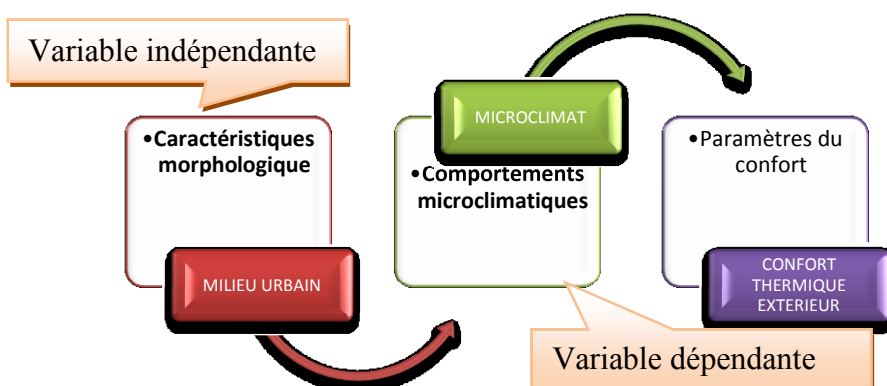 Variable indépendante
•Caractéristiques
morphologique
MILIEU URBAIN
MICROCLIMAT
•Comportements
microclimatiques
•Paramètres du
confort
CONFORT
THERMIQUE
EXTERIEUR
Variable dépendante